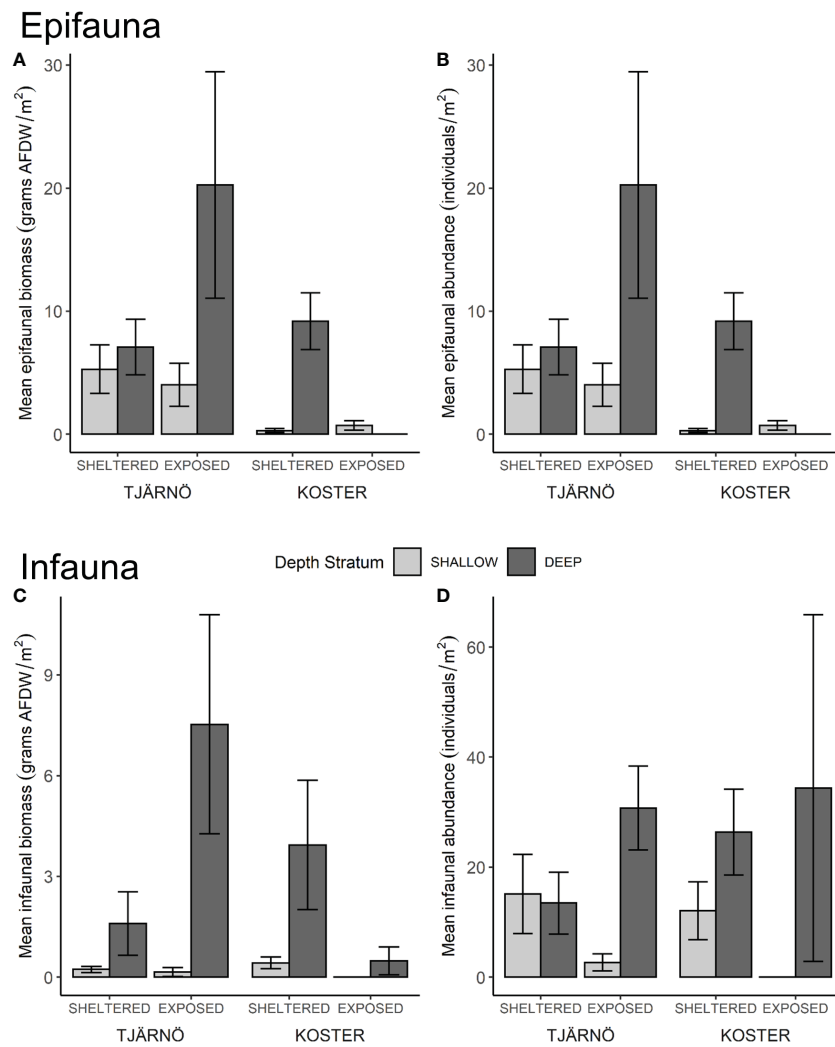 Epifauna
A
Mean epifaunal biomass (grams AFDW/m²)
30
20
10
0
SHELTERED EXPOSED SHELTERED EXPOSED
TJÄRNÖ KOSTER
B
Mean epifaunal abundance (individuals/m²)
30
20
10
0
SHELTERED EXPOSED SHELTERED EXPOSED
TJÄRNÖ KOSTER
Infauna
Depth Stratum SHALLOW DEEP
C
Mean infaunal biomass (grams AFDW/m²)
9
6
3
0
SHELTERED EXPOSED SHELTERED EXPOSED
TJÄRNÖ KOSTER
D
Mean infaunal abundance (individuals/m²)
60
40
20
0
SHELTERED EXPOSED SHELTERED EXPOSED
TJÄRNÖ KOSTER